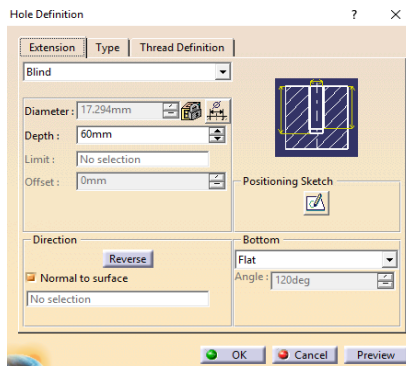 Hole Definition ? ×
Extension Type Thread Definition
Blind
Diameter : 17.294mm
Depth : 60mm
Limit : No selection
Offset : 0mm
Positioning Sketch
Direction
Reverse
Normal to surface
No selection
Bottom
Flat
Angle : 120deg
OK Cancel Preview